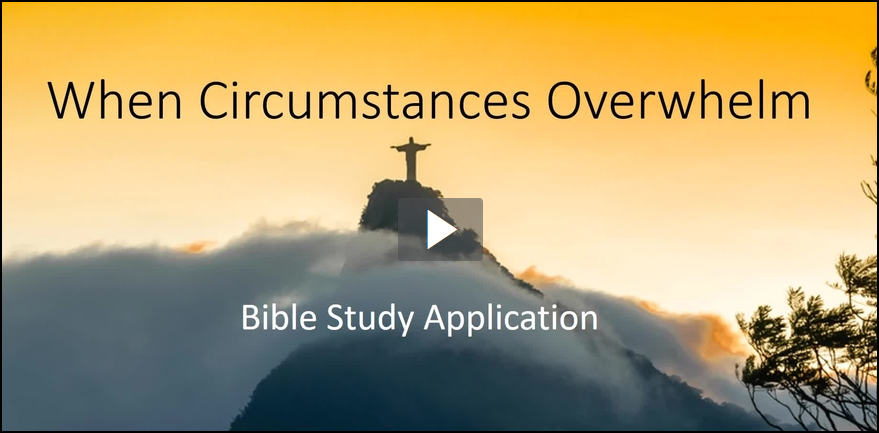 When Circumstances Overwhelm
Bible Study Application